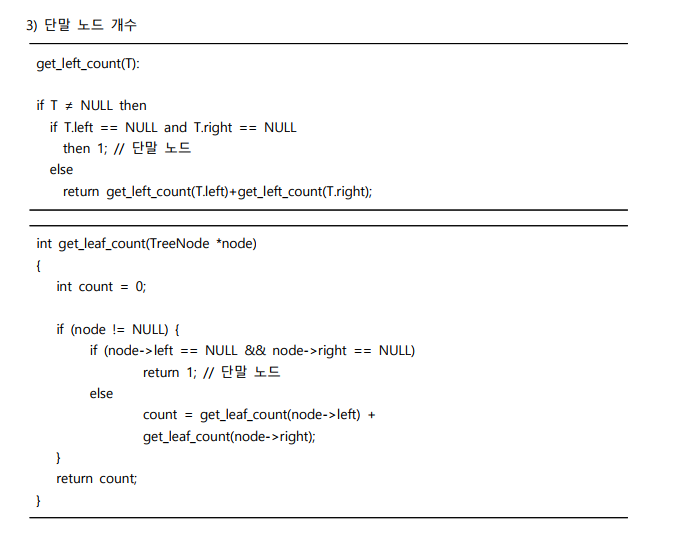 3) 단말 노드 개수
get_left_count(T):
if T ≠ NULL then
if T.left == NULL and T.right == NULL
then 1; // 단말 노드
else
return get_left_count(T.left)+get_left_count(T.right);
int get_leaf_count(TreeNode *node)
{
int count = 0;
if (node != NULL) {
if (node->left == NULL && node->right == NULL)
return 1; // 단말 노드
else
count = get_leaf_count(node->left) +
get_leaf_count(node->right);
}
return count;
}